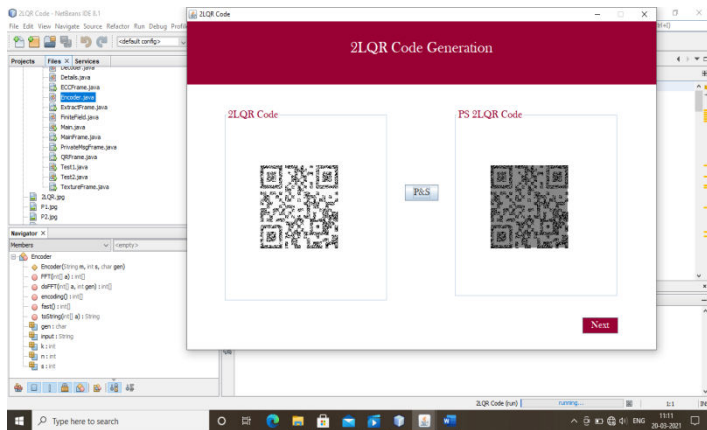 2LQR Code - NetBeans IDE 8.1
2LQR Code
File Edit View Navigate Source Refactor Run Debug Profi
<default config>
2LQR Code Generation
Projects Files Services
Decoder.java
Details.java
ECCFrame.java
Encoder.java
ExtractFrame.java
FiniteField.java
Main.java
MainFrame.java
PrivateMsgFrame.java
QRFrame.java
Test1.java
Test2.java
TextureFrame.java
2LQR.jpg
P1.jpg
P2.jpg
2LQR Code
PS 2LQR Code
P&S
Next
Navigator
Members
<empty>
Encoder
Encoder(String m, int s, char gen)
FFT(int[] a) : int[]
doFFT(int[] a, int gen) : int[]
encoding() : int[]
fast() : int[]
toString(int[] a) : String
gen : char
input : String
k : int
n : int
s : int
2LQR Code (run)
running...
1:1
Type here to search
ENG
11:11
20-03-2021